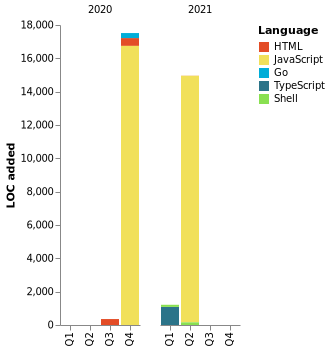 2020
2021
LOC added
18,000
16,000
14,000
12,000
10,000
8,000
6,000
4,000
2,000
0
Q1
Q2
Q3
Q4
Q1
Q2
Q3
Q4
Language
HTML
JavaScript
Go
TypeScript
Shell